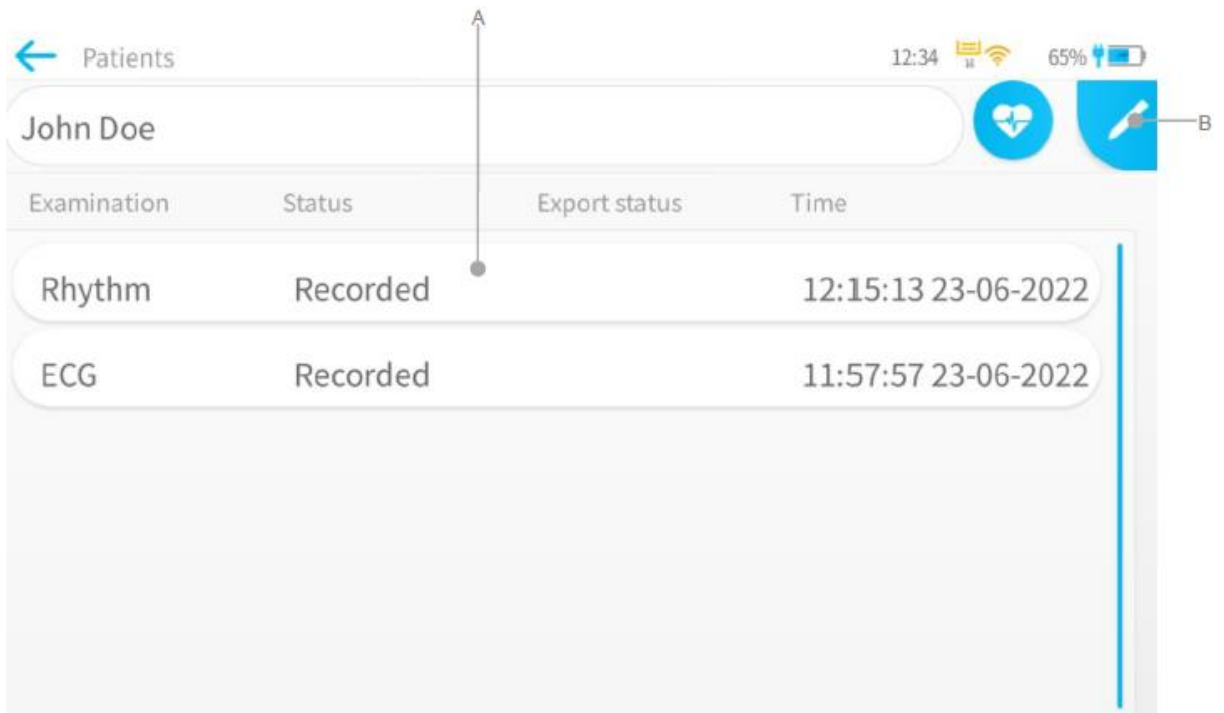 A
Patients 12:34 65%
John Doe
B
Examination Status Export status Time
Rhythm Recorded 12:15:13 23-06-2022
ECG Recorded 11:57:57 23-06-2022